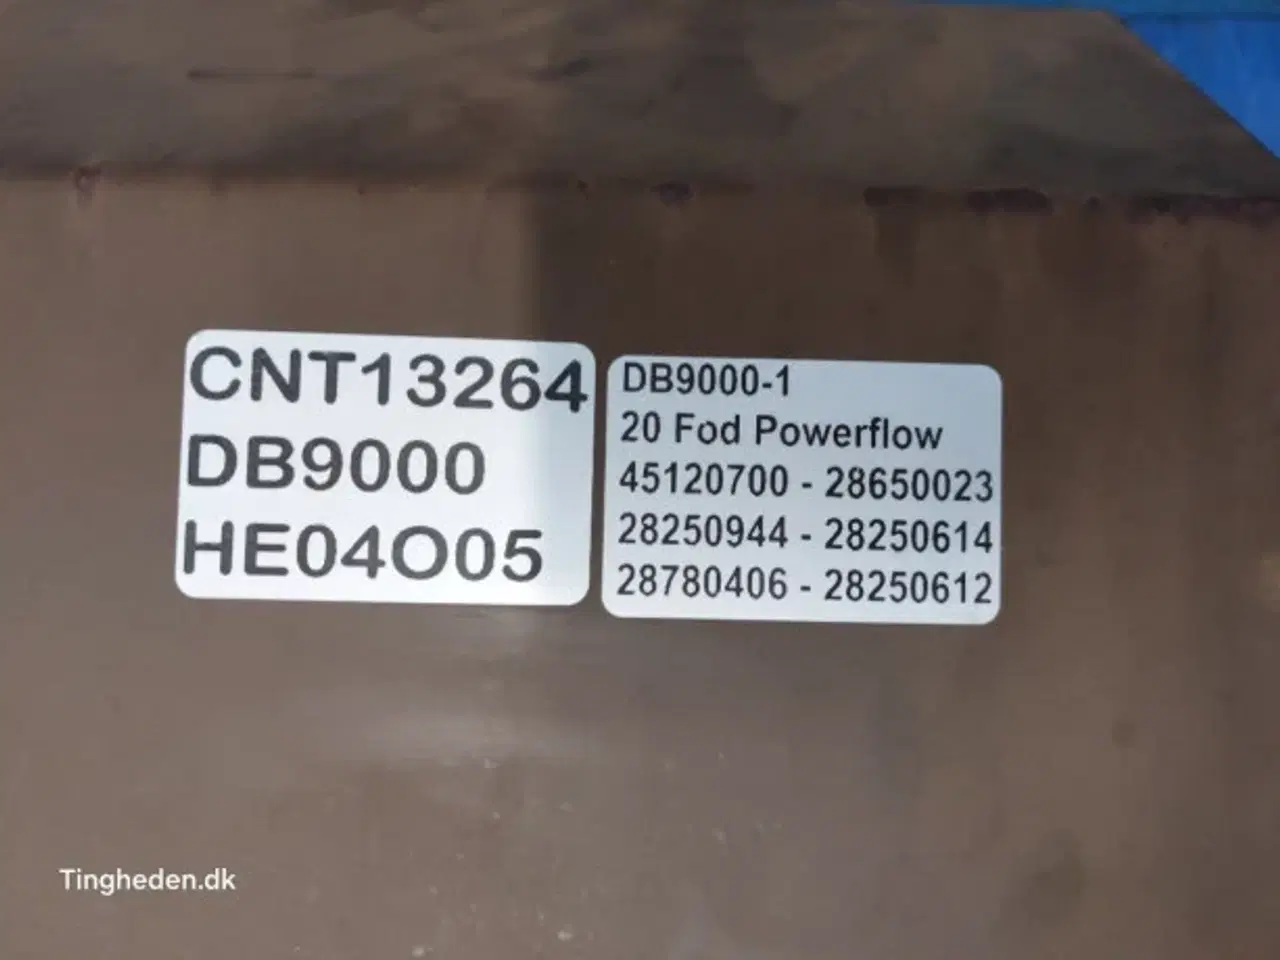 CNT13264
DB9000
HE04O05
DB9000-1
20 Fod Powerflow
45120700 - 28650023
28250944 - 28250614
28780406 - 28250612
Tingheden.dk